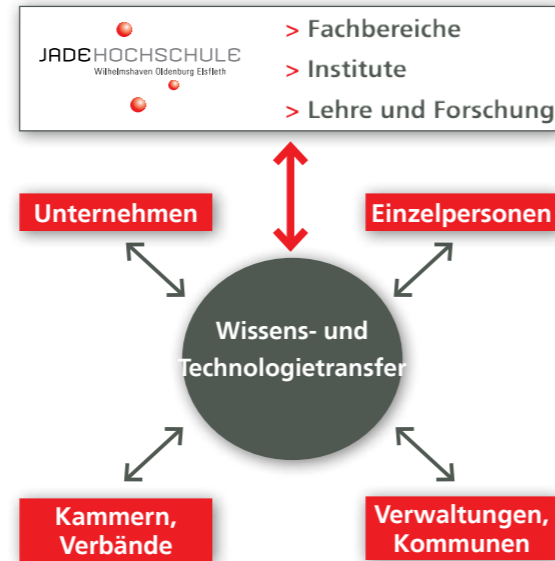 JADEHOCHSCHULE
Wilhelmshaven Oldenburg Elsfleth
> Fachbereiche
> Institute
> Lehre und Forschung
Unternehmen
Einzelpersonen
Wissens- und
Technologietransfer
Kammern,
Verbände
Verwaltungen,
Kommunen